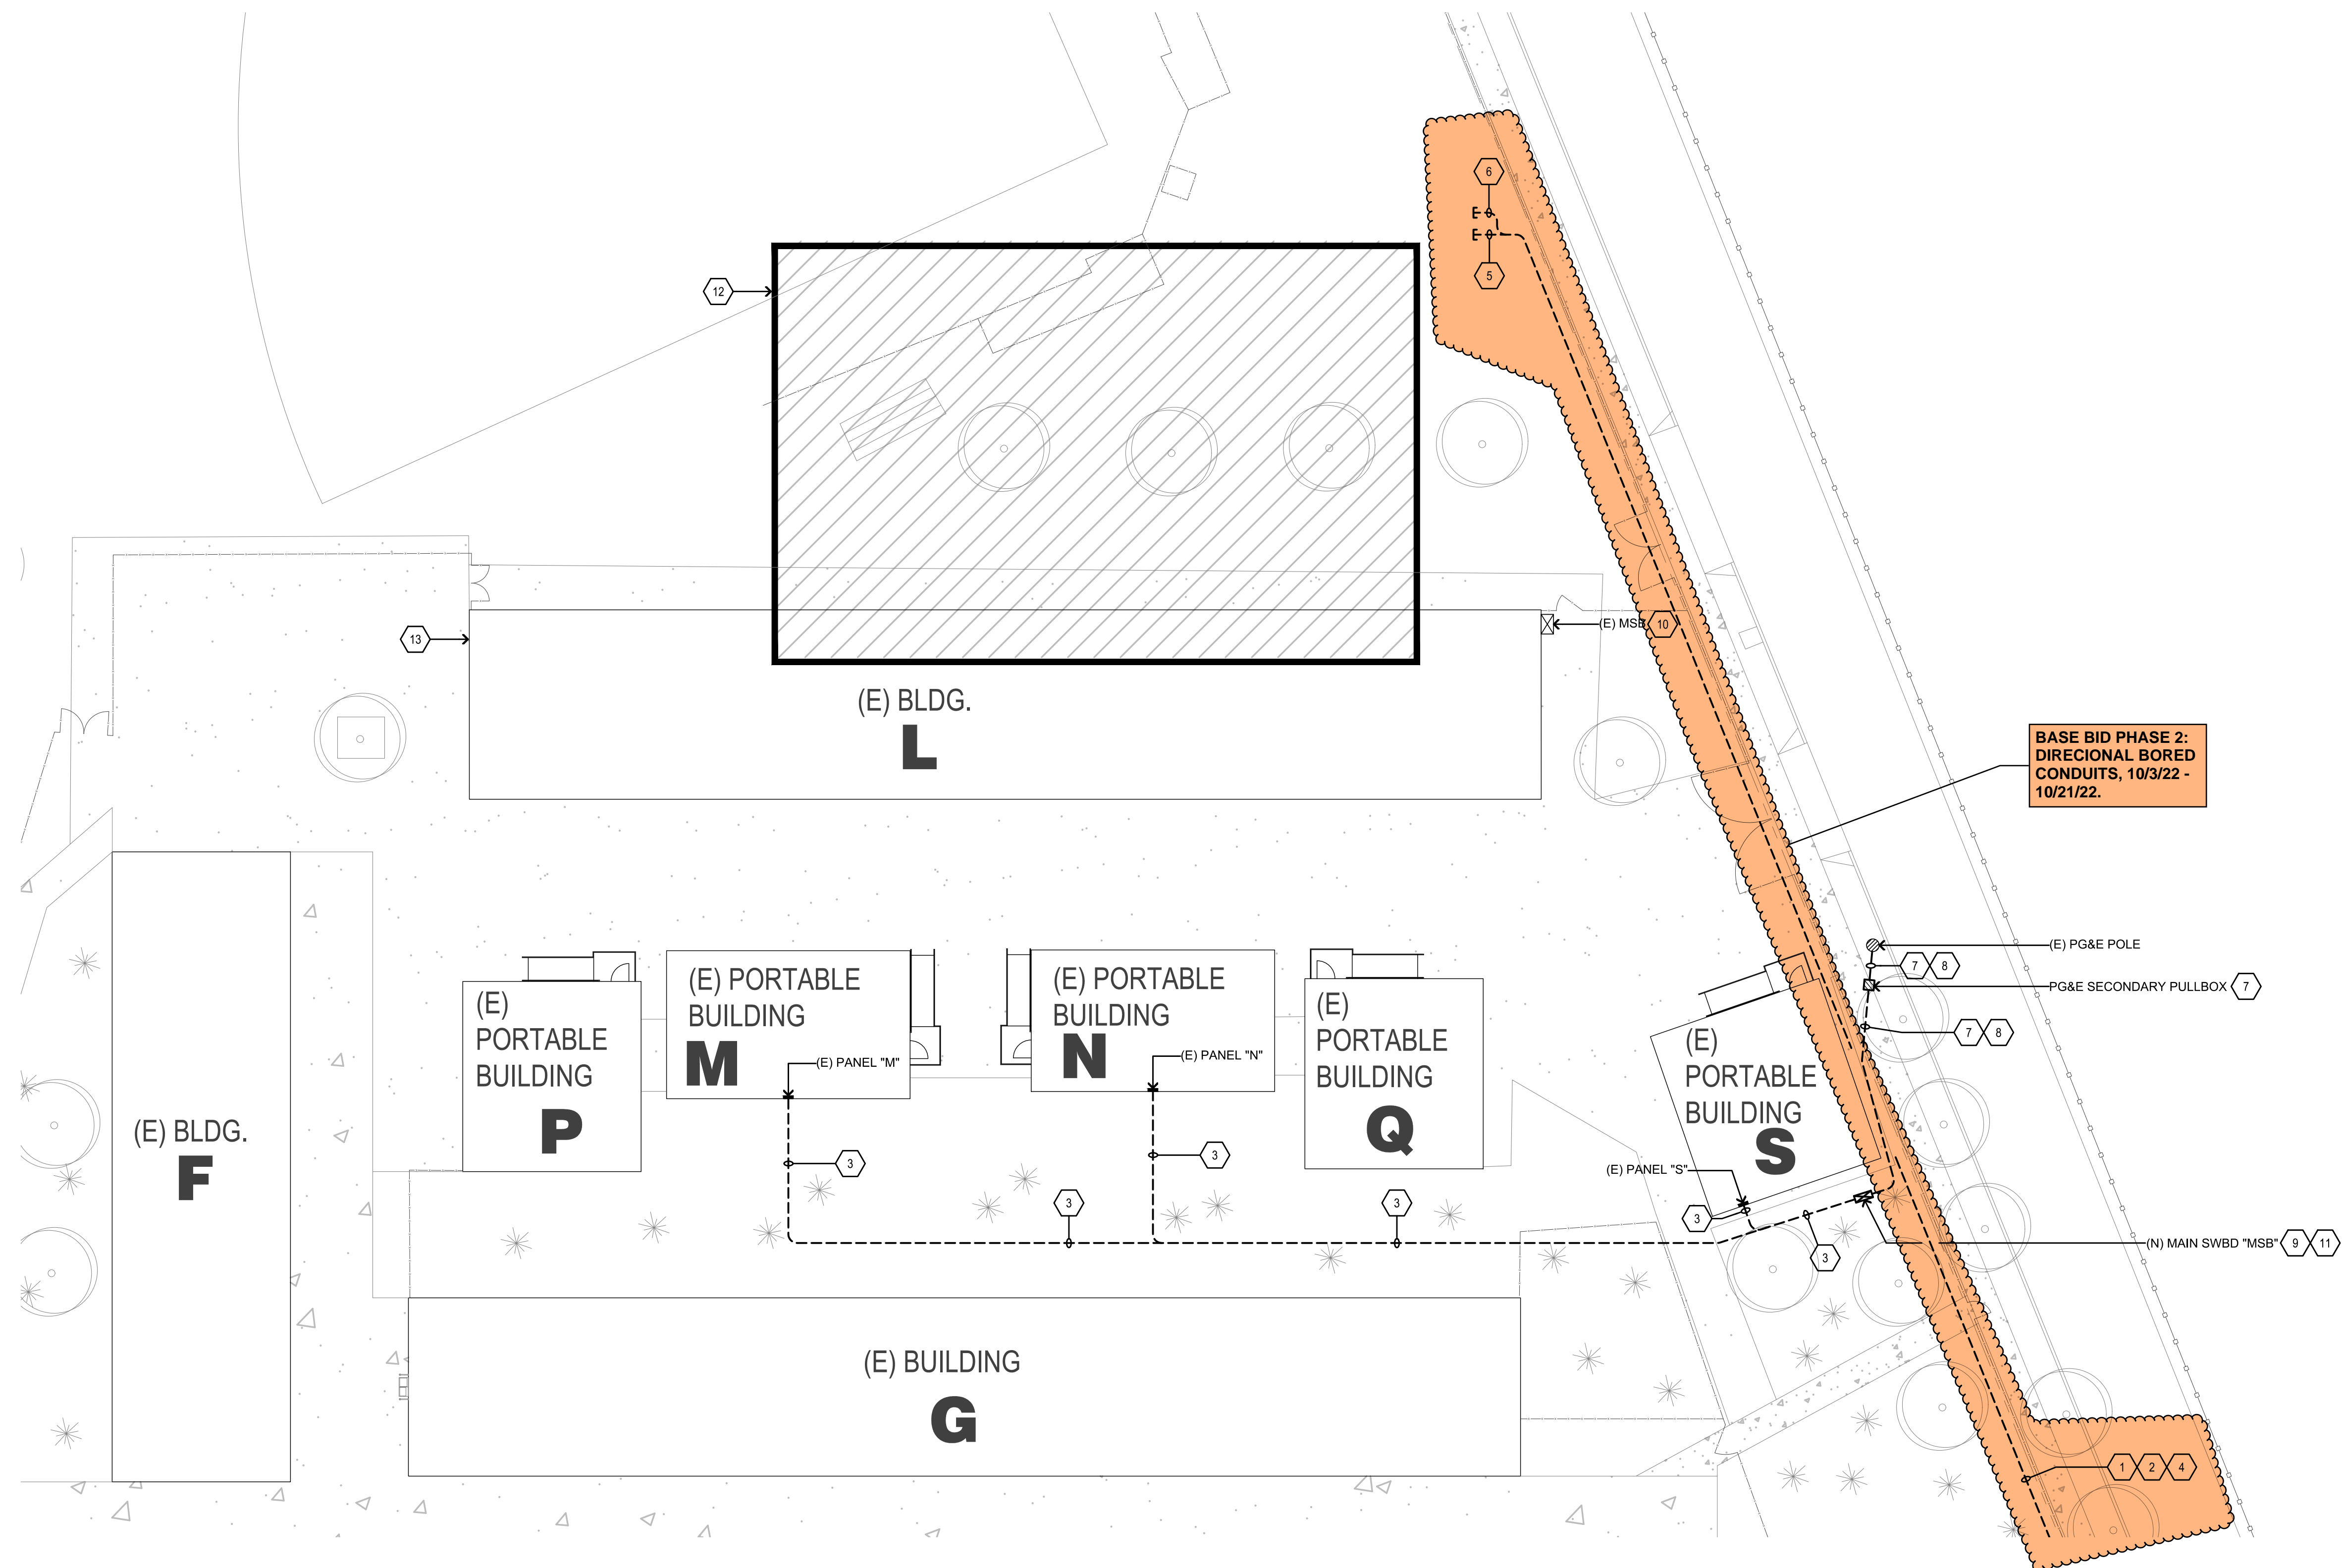 6
5
12
13
(E) MSB 10
(E) BLDG.
L
BASE BID PHASE 2:
DIRECIONAL BORED
CONDUITS, 10/3/22 -
10/21/22.
(E) PG&E POLE
7 8
PG&E SECONDARY PULLBOX 7
7 8
(E)
PORTABLE
BUILDING
P
(E) PORTABLE
BUILDING
M
(E) PANEL "M"
(E) PORTABLE
BUILDING
N
(E) PANEL "N"
(E)
PORTABLE
BUILDING
Q
(E)
PORTABLE
BUILDING
S
(E) BLDG.
F
3
3
3
3
(E) PANEL "S"
3
3
(N) MAIN SWBD "MSB" 9 11
(E) BUILDING
G
1 2 4